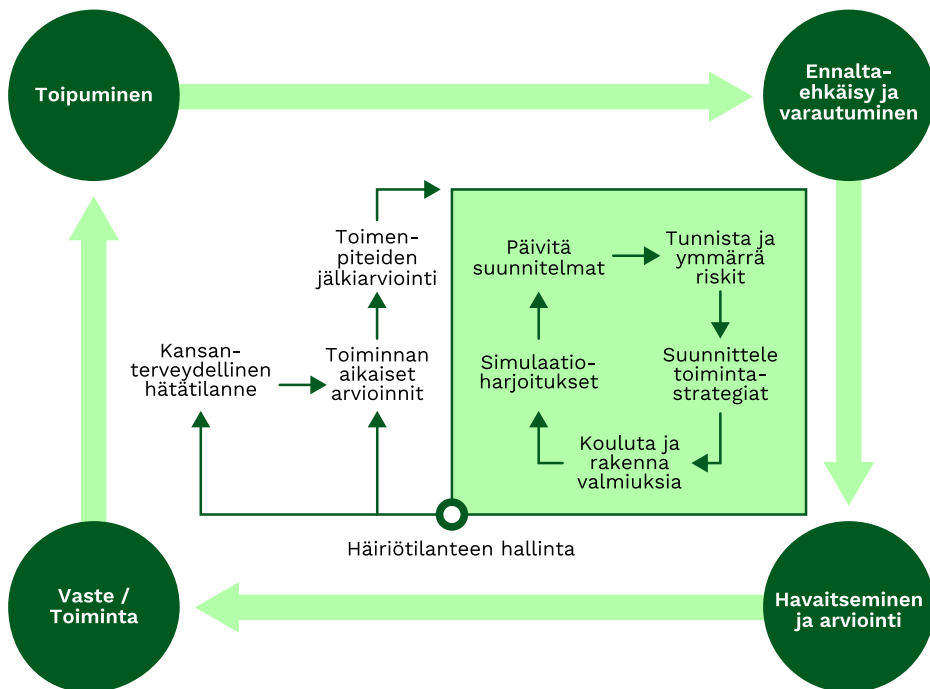 Toipuminen
Ennalta-
ehkäisy ja
varautuminen
Toimen-
piteiden
jälkiarviointi
Päivitä
suunnitelmat
Tunnista ja
ymmärrä
riskit
Kansan-
terveydellinen
hätätilanne
Toiminnan
aikaiset
arvioinnit
Simulaatio-
harjoitukset
Suunnittele
toiminta-
strategiat
Kouluta ja
rakenna
valmiuksia
Häiriötilanteen hallinta
Vaste /
Toiminta
Havaitseminen
ja arviointi